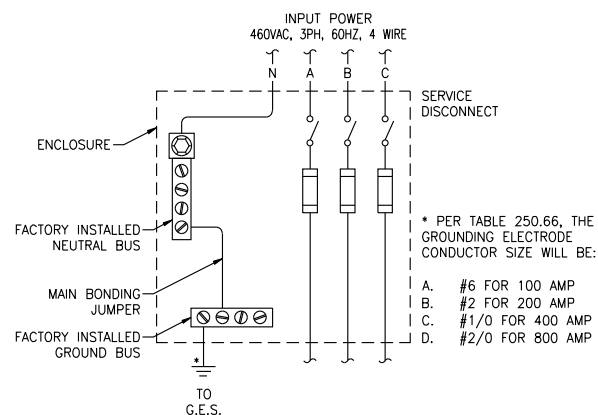 INPUT POWER
460VAC, 3PH, 60HZ, 4 WIRE
N A B C
SERVICE
DISCONNECT
ENCLOSURE
FACTORY INSTALLED
NEUTRAL BUS
MAIN BONDING
JUMPER
FACTORY INSTALLED
GROUND BUS
*
TO
G.E.S.
* PER TABLE 250.66, THE
GROUNDING ELECTRODE
CONDUCTOR SIZE WILL BE:
A. #6 FOR 100 AMP
B. #2 FOR 200 AMP
C. #1/0 FOR 400 AMP
D. #2/0 FOR 800 AMP